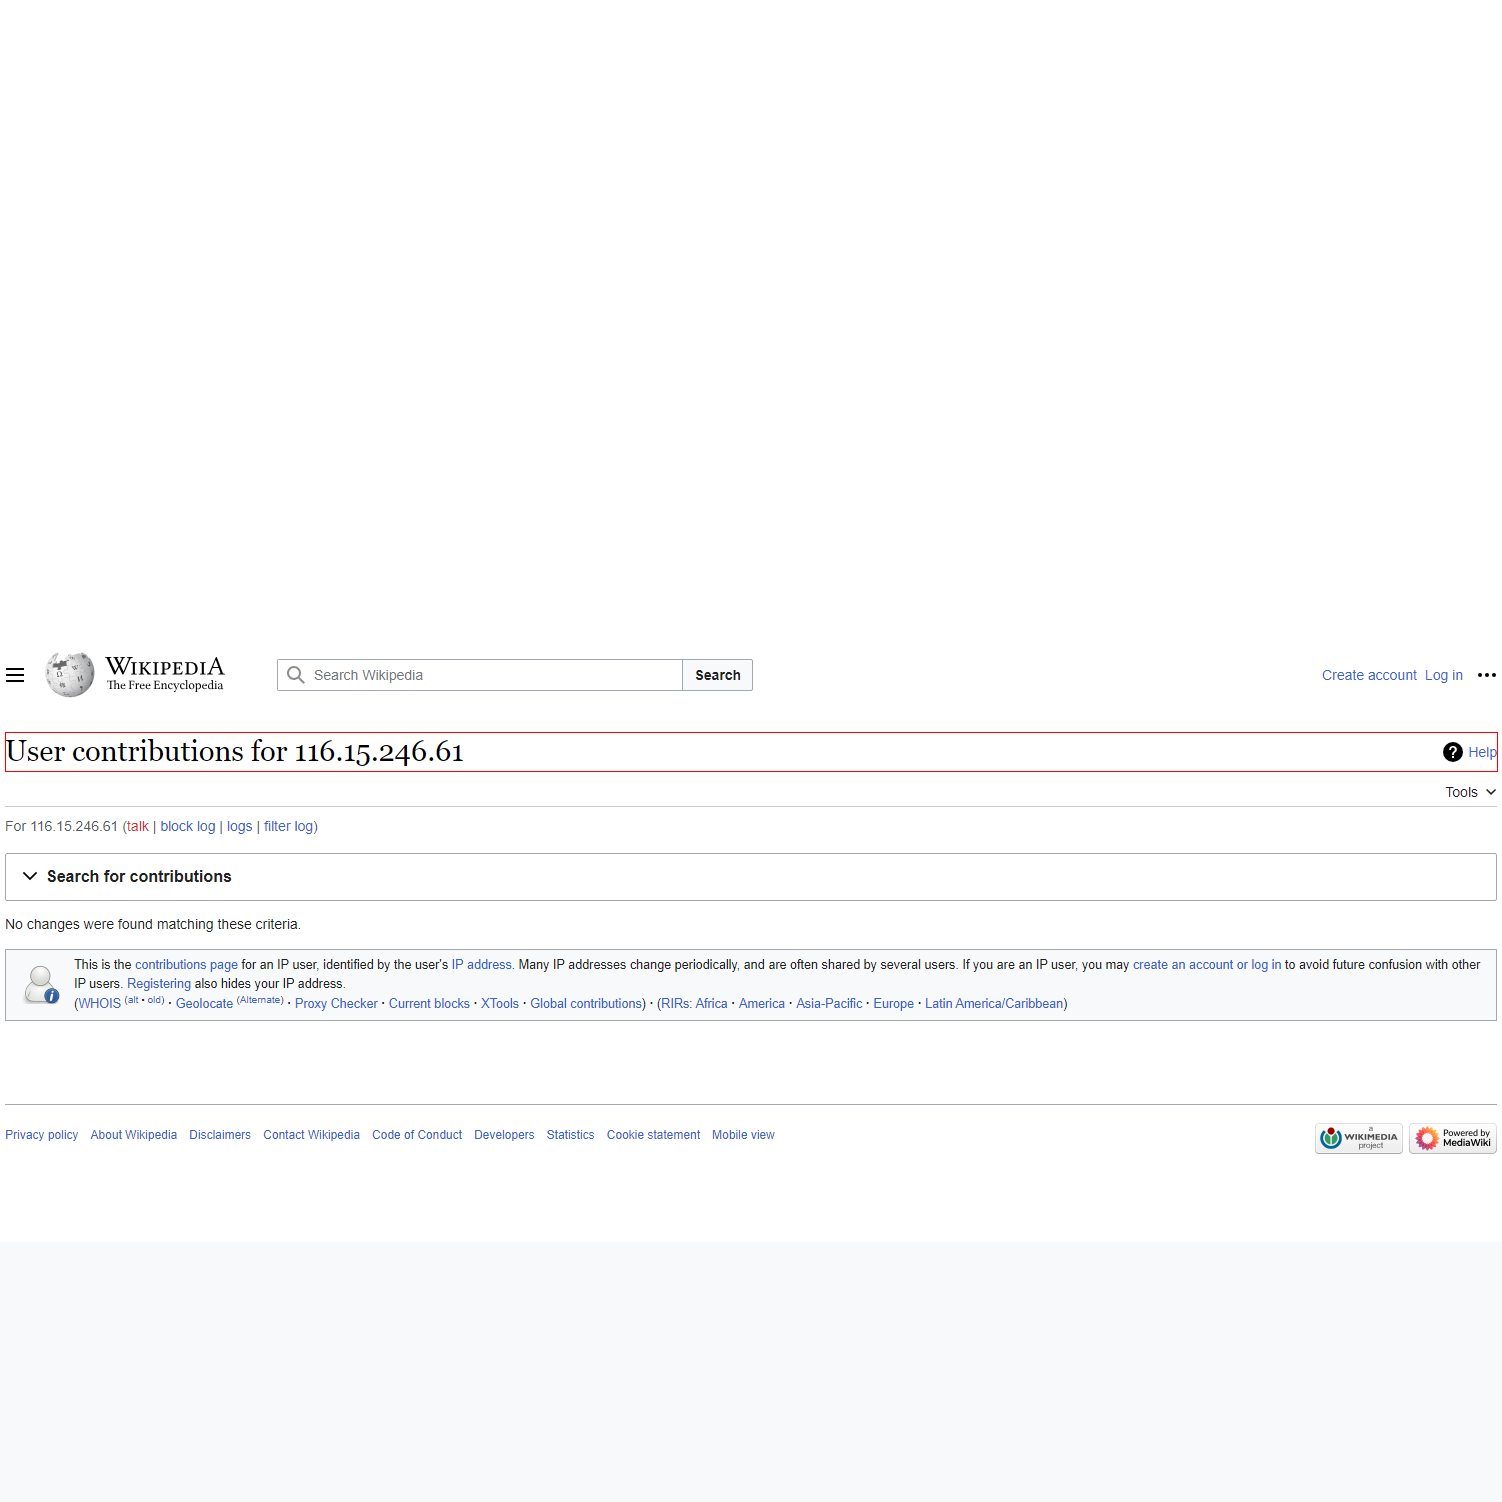 WIKIPEDIA
The Free Encyclopedia
Search Wikipedia
Search
Create account Log in
User contributions for 116.15.246.61
Help
Tools
For 116.15.246.61 (talk | block log | logs | filter log)
Search for contributions
No changes were found matching these criteria.
This is the contributions page for an IP user, identified by the user's IP address. Many IP addresses change periodically, and are often shared by several users. If you are an IP user, you may create an account or log in to avoid future confusion with other
IP users. Registering also hides your IP address.
(WHOIS (alt · old) · Geolocate (Alternate) · Proxy Checker · Current blocks · XTools · Global contributions) · (RIRs: Africa · America · Asia-Pacific · Europe · Latin America/Caribbean)
Privacy policy About Wikipedia Disclaimers Contact Wikipedia Code of Conduct Developers Statistics Cookie statement Mobile view
a
WIKIMEDIA
project
Powered by
MediaWiki